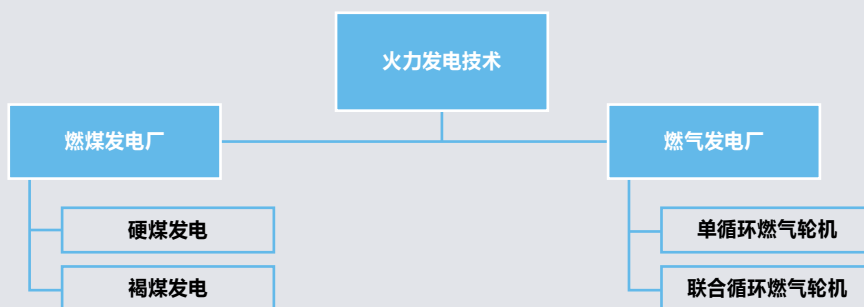 火力发电技术
燃煤发电厂
燃气发电厂
硬煤发电
单循环燃气轮机
褐煤发电
联合循环燃气轮机